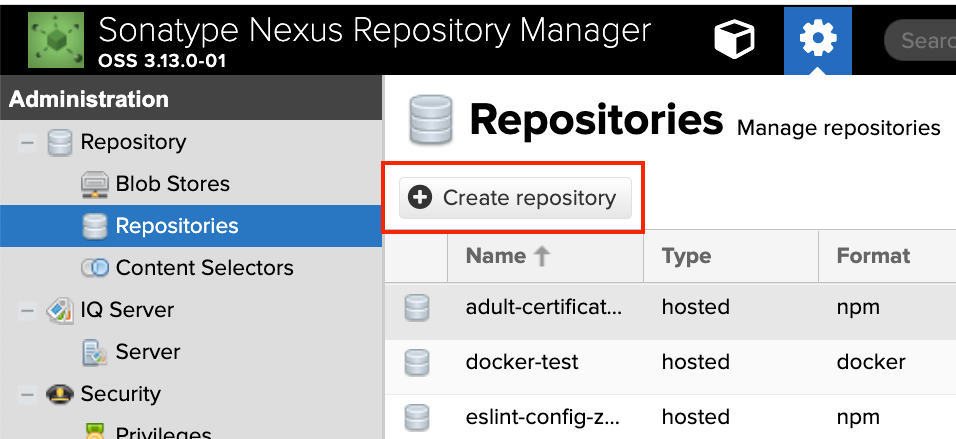 Sonatype Nexus Repository Manager
OSS 3.13.0-01
Searc
Administration
Repository
Blob Stores
Repositories
Content Selectors
IQ Server
Server
Security
Privileges
Repositories Manage repositories
Create repository
Name Type Format
adult-certificat... hosted npm
docker-test hosted docker
eslint-config-z... hosted npm